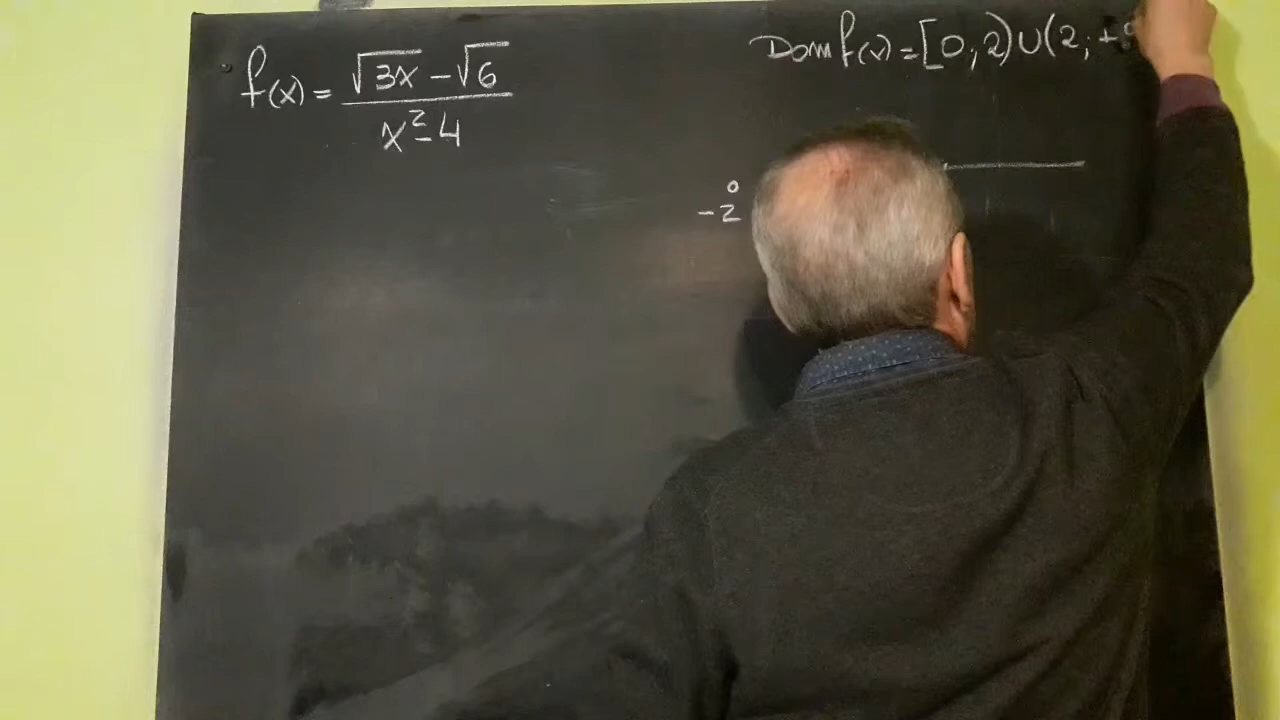 f(x) = (√3x - √6) / (x² - 4)
Dom f(x) = [0; 2) ∪ (2; +
0
-2